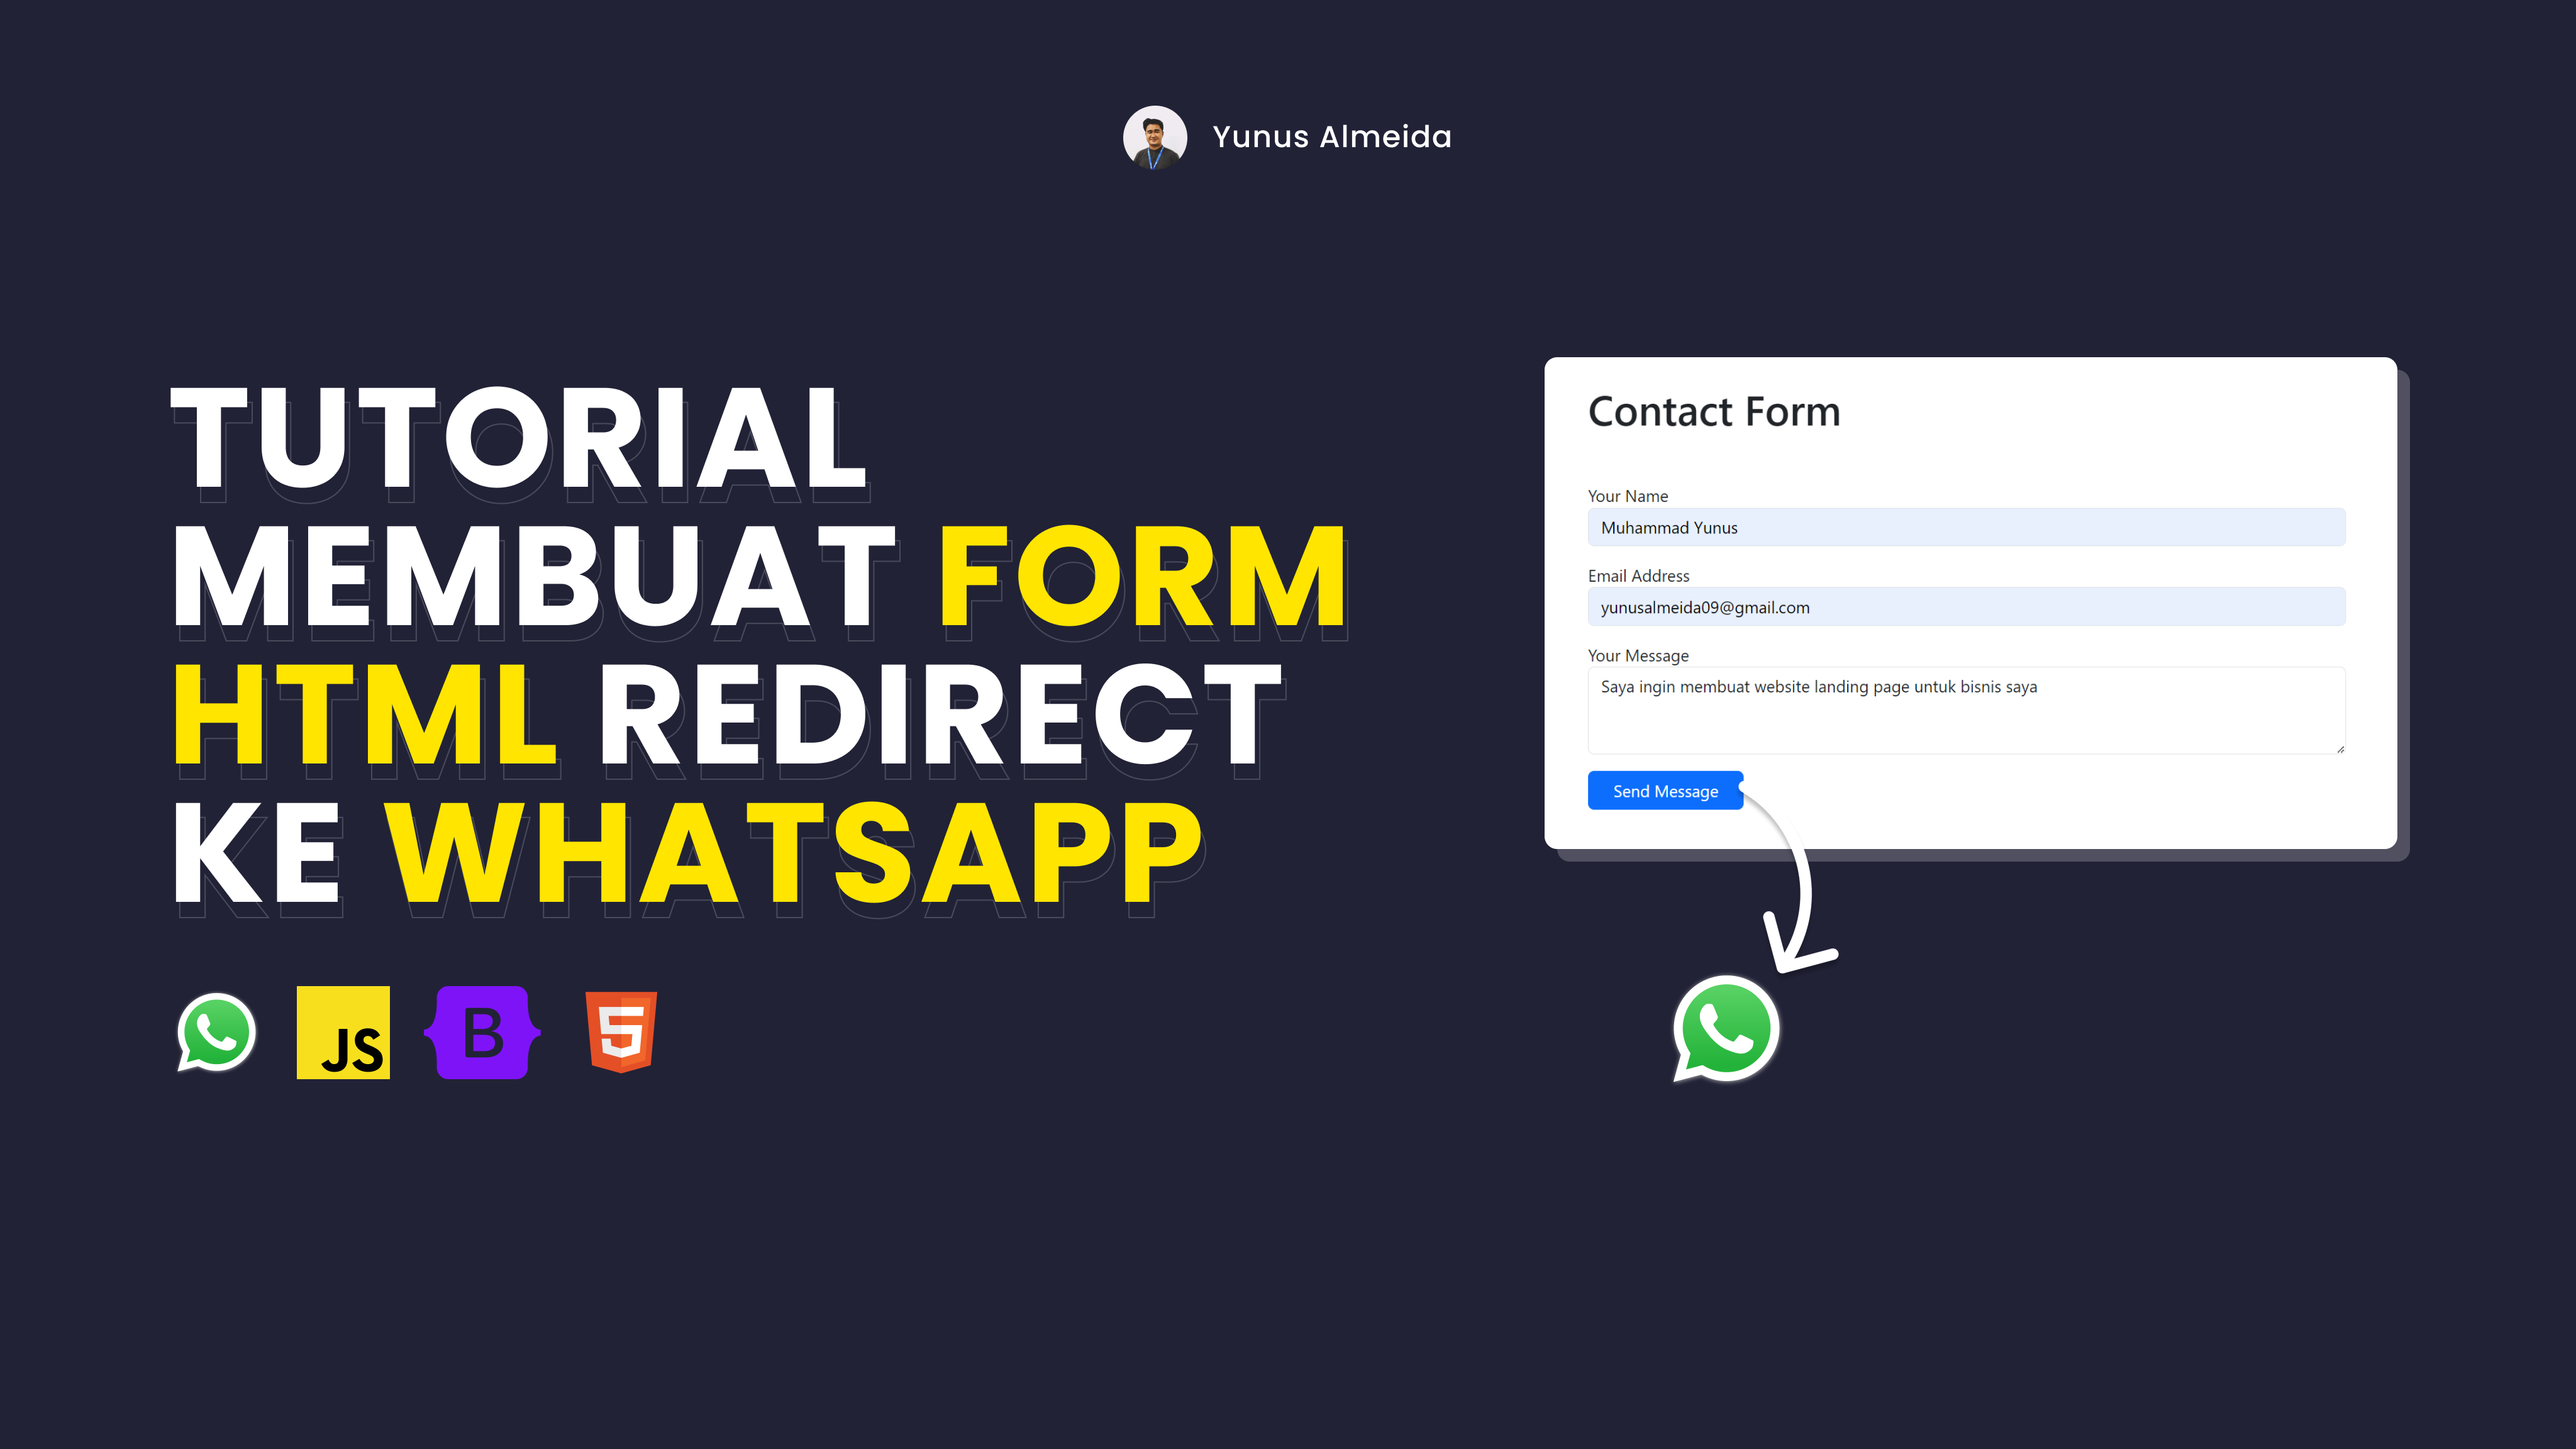 Yunus Almeida
TUTORIAL
MEMBUAT FORM
HTML REDIRECT
KE WHATSAPP
JS
B
5
Contact Form
Your Name
Muhammad Yunus
Email Address
yunusalmeida09@gmail.com
Your Message
Saya ingin membuat website landing page untuk bisnis saya
Send Message